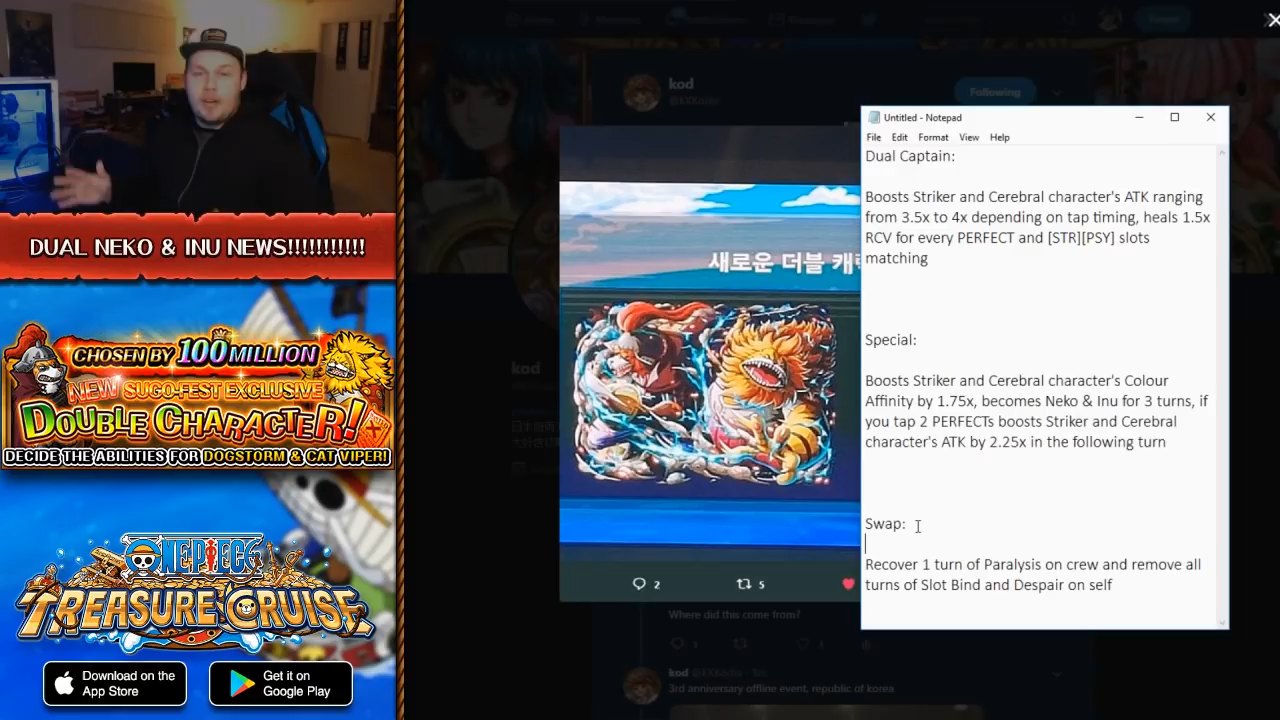 DUAL NEKO & INU NEWS!!!!!!!!!!!
CHOSEN BY 100 MILLION
NEW SUGO-FEST EXCLUSIVE
DOUBLE CHARACTER!
DECIDE THE ABILITIES FOR DOGSTORM & CAT VIPER!
ONE PIECE
TREASURE CRUISE
Download on the
App Store
Get it on
Google Play
kod
Following
새로운 더블 캐
2
5
Where did this come from?
kod
3rd anniversary offline event, republic of korea
Untitled - Notepad
File Edit Format View Help
Dual Captain:
Boosts Striker and Cerebral character's ATK ranging
from 3.5x to 4x depending on tap timing, heals 1.5x
RCV for every PERFECT and [STR][PSY] slots
matching
Special:
Boosts Striker and Cerebral character's Colour
Affinity by 1.75x, becomes Neko & Inu for 3 turns, if
you tap 2 PERFECTs boosts Striker and Cerebral
character's ATK by 2.25x in the following turn
Swap:
Recover 1 turn of Paralysis on crew and remove all
turns of Slot Bind and Despair on self